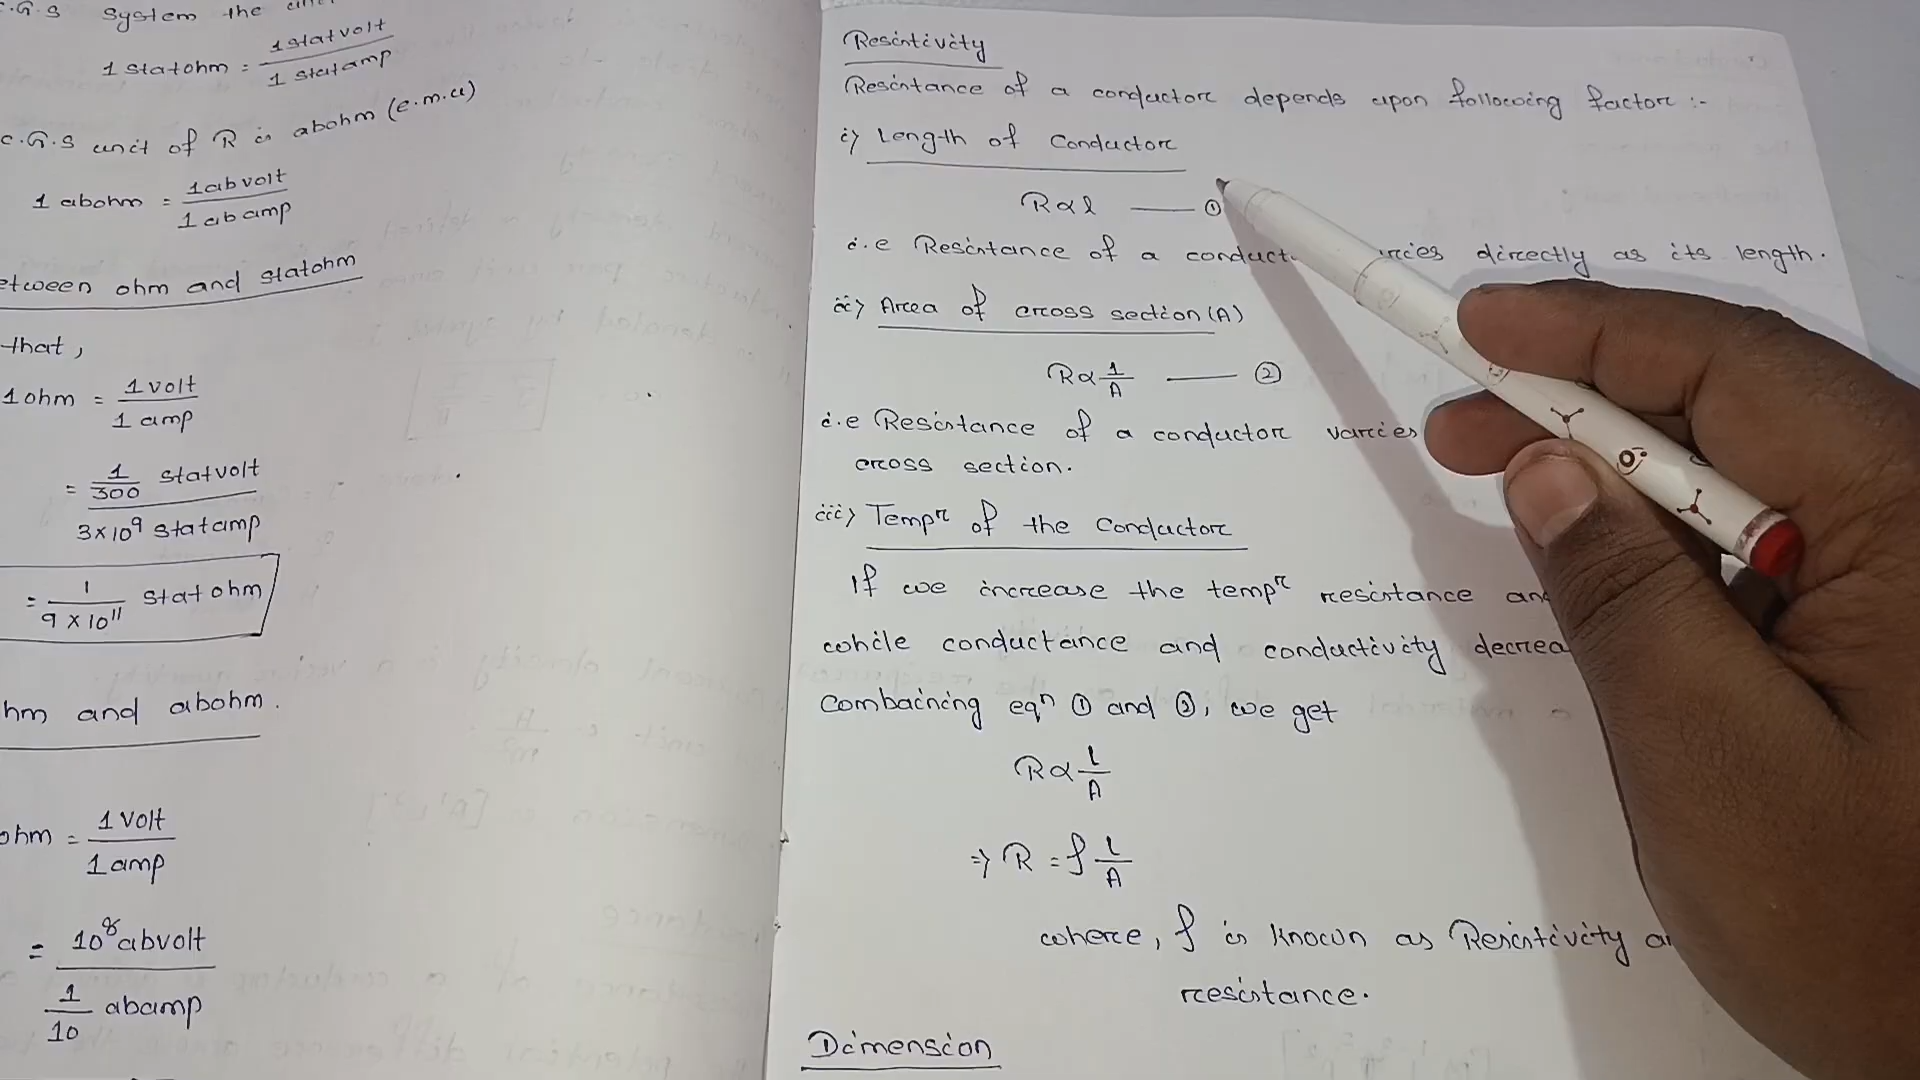 C.G.S system the unit
1 statohm = 1 statvolt / 1 statamp
C.G.S unit of R is abohm (e.m.u)
1 abohm = 1 abvolt / 1 abamp
etween ohm and statohm
that,
1 ohm = 1 volt / 1 amp
= 1/300 statvolt / 3×10⁹ statamp
= 1 / 9×10¹¹ statohm
hm and abohm.
ohm = 1 volt / 1 amp
= 10⁸ abvolt / 1/10 abamp
Resistivity
Resistance of a conductor depends upon following factor :-
i) Length of Conductor
R ∝ l —— ①
i.e Resistance of a conduct ries directly as its length.
ii) Area of cross section (A)
R ∝ 1/A —— ②
i.e Resistance of a conductor varies
cross section.
iii) Tempr of the Conductor
If we increase the tempr resistance an
while conductance and conductivity decrea
Combaining eqn ① and ②, we get
R ∝ l/A
=> R = ρ l/A
where, ρ is known as Resistivity a
resistance.
Dimension